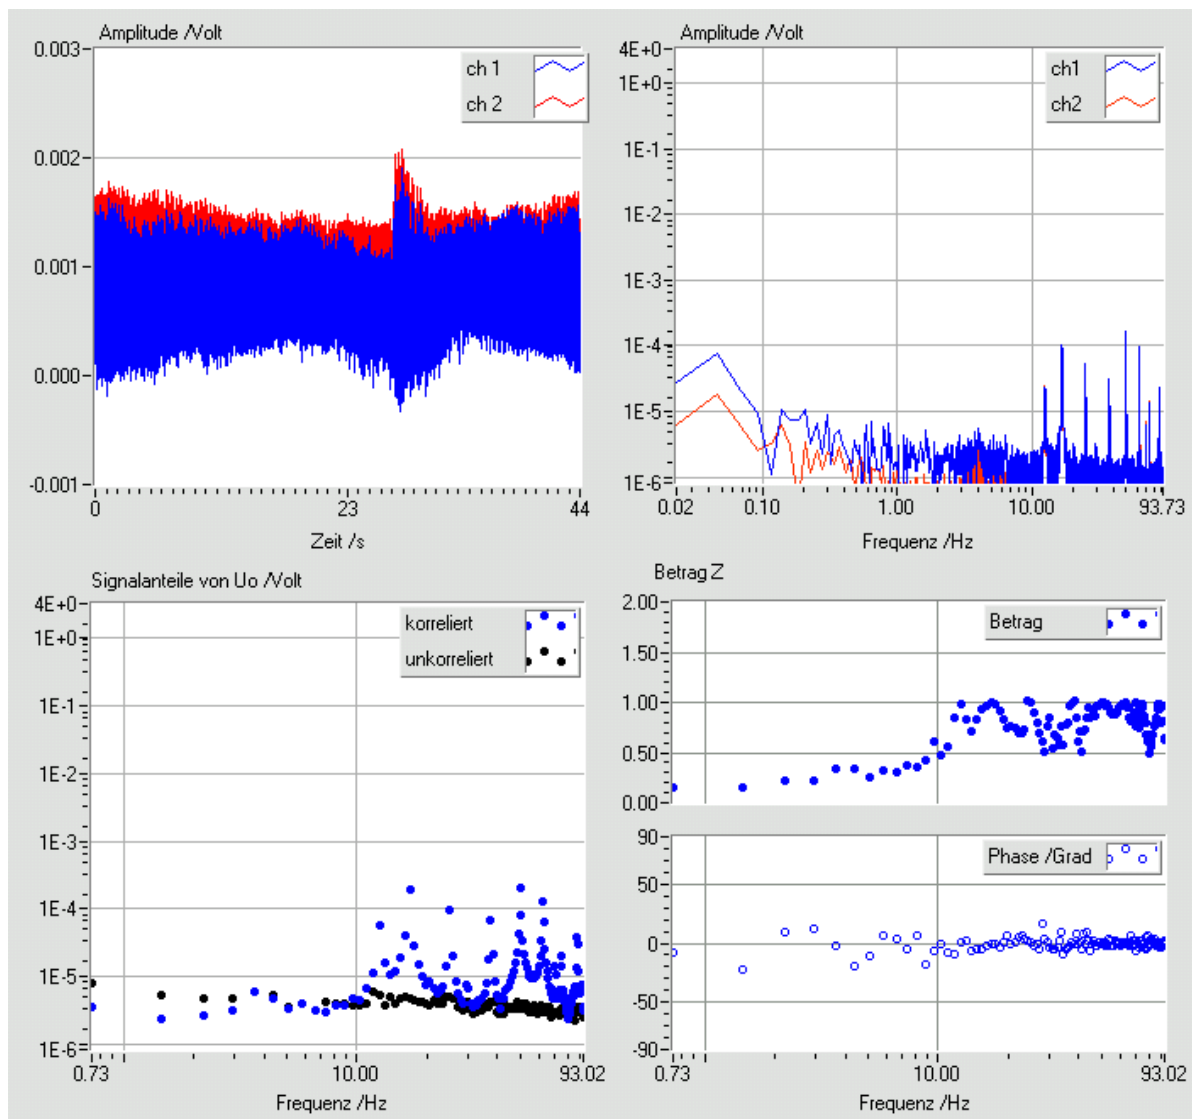 Amplitude /Volt
0.003
0.002
0.001
0.000
-0.001
ch 1
ch 2
0
23
44
Zeit /s
Amplitude /Volt
4E+0
1E+0
1E-1
1E-2
1E-3
1E-4
1E-5
1E-6
ch1
ch2
0.02
0.10
1.00
10.00
93.73
Frequenz /Hz
Signalanteile von Uo /Volt
4E+0
1E+0
1E-1
1E-2
1E-3
1E-4
1E-5
1E-6
korreliert
unkorreliert
0.73
10.00
93.02
Frequenz /Hz
Betrag Z
2.00
1.50
1.00
0.50
0.00
Betrag
90
50
0
-50
-90
Phase /Grad
0.73
10.00
93.02
Frequenz /Hz